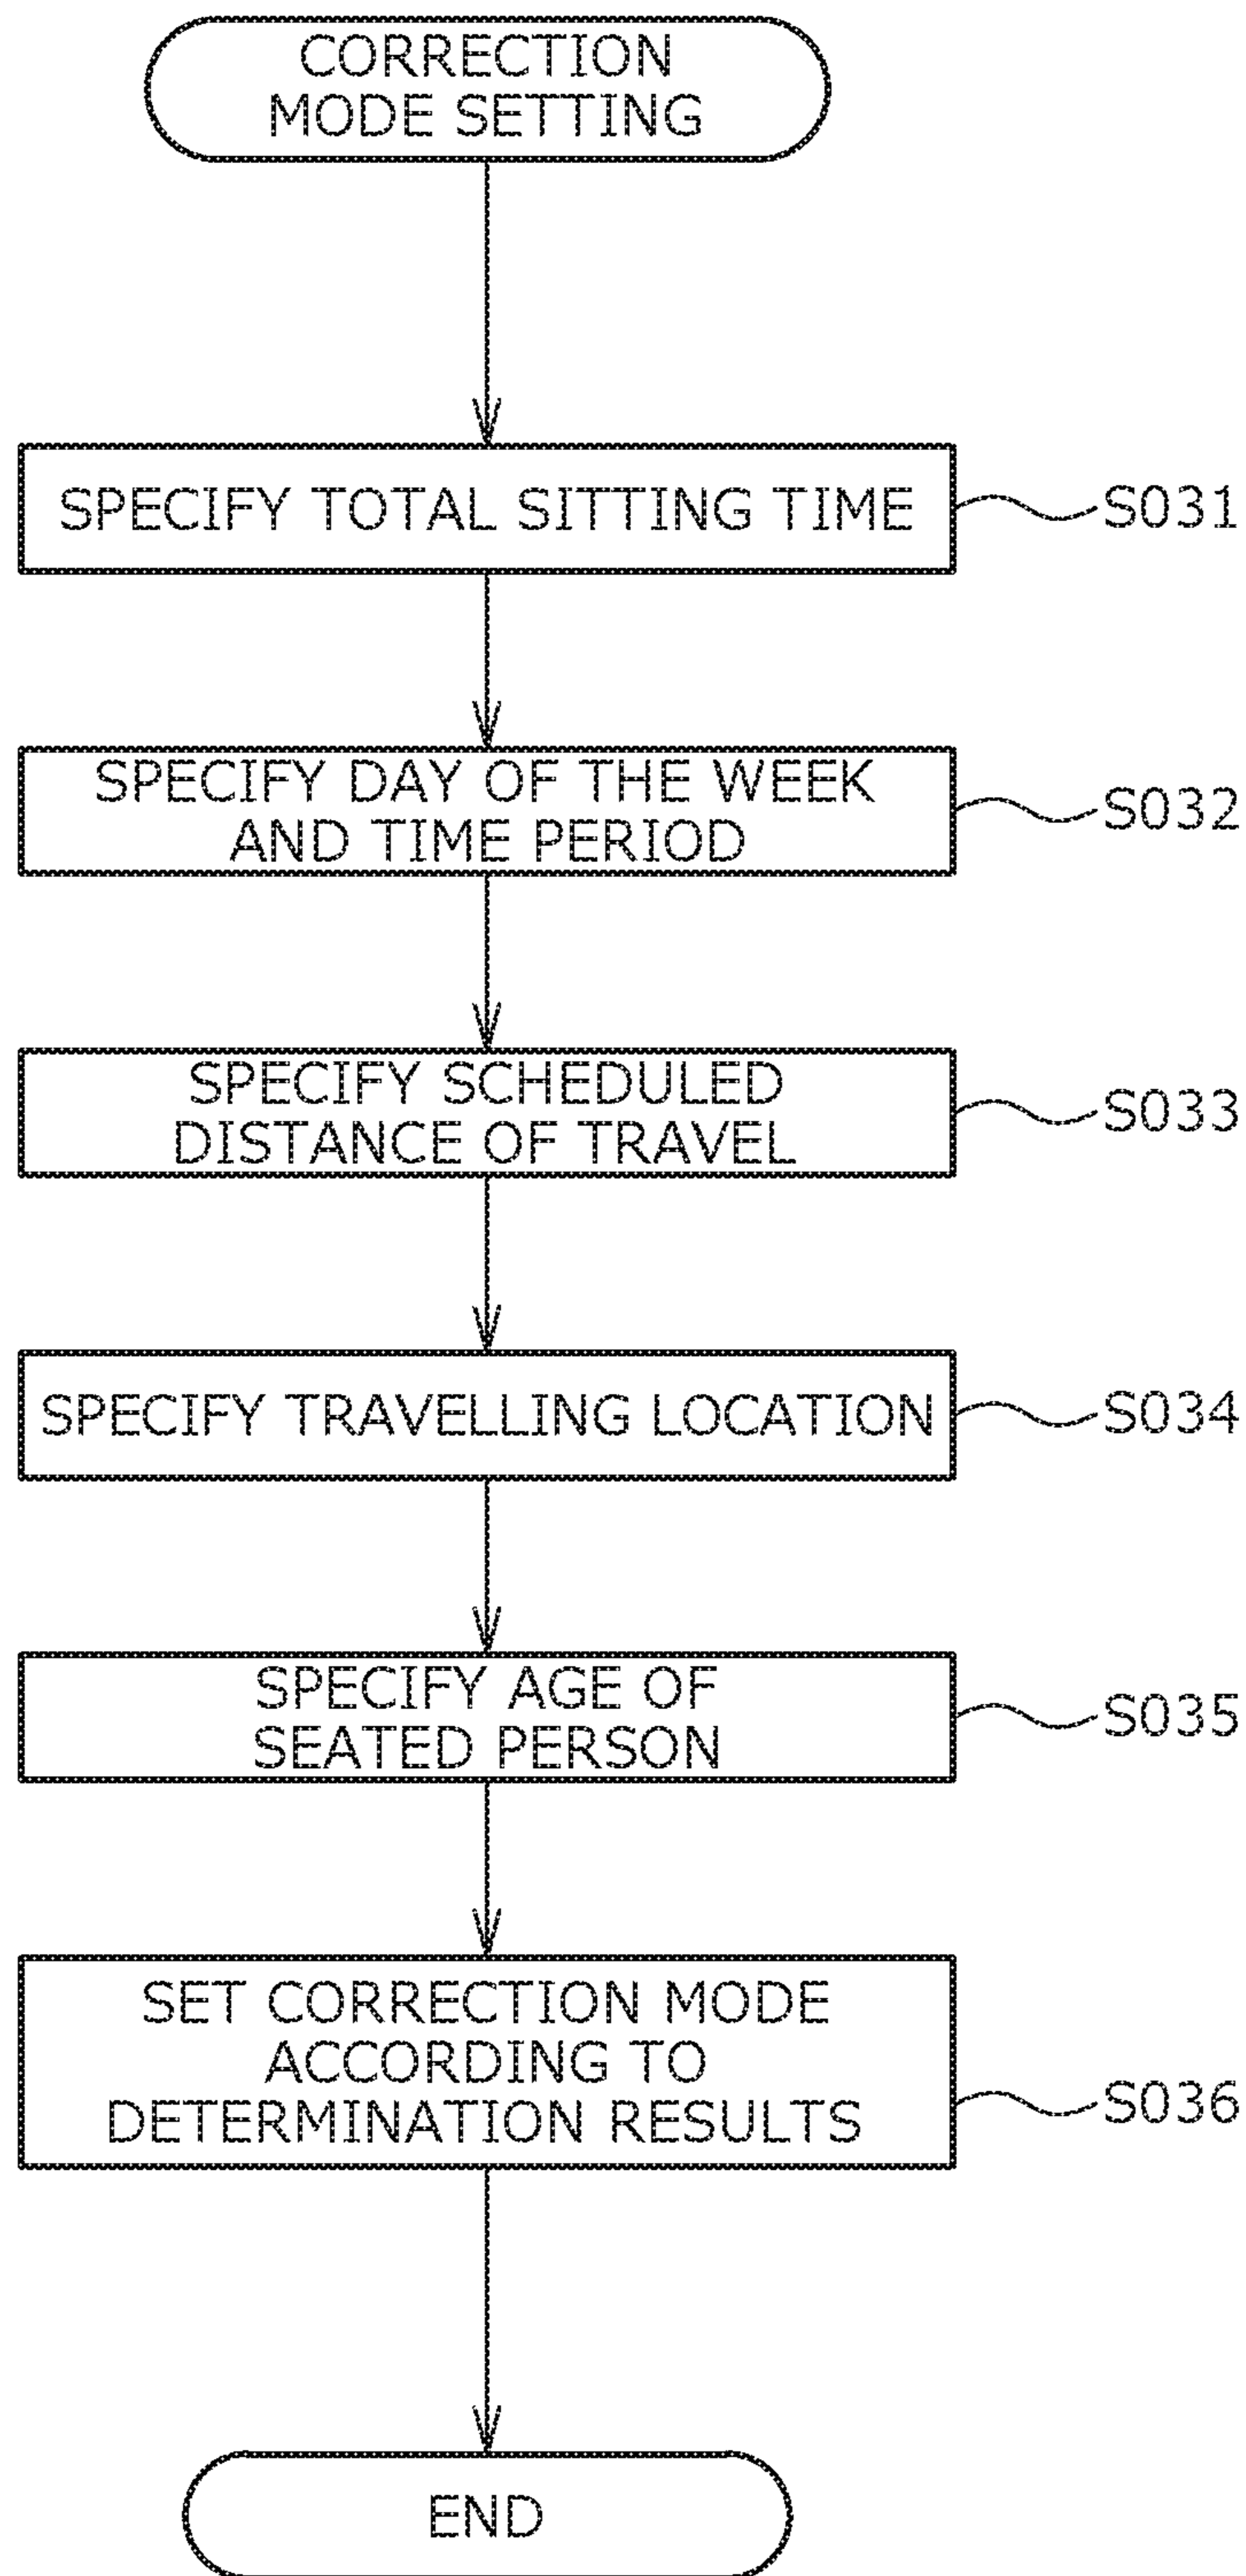 CORRECTION
MODE SETTING
SPECIFY TOTAL SITTING TIME
S031
SPECIFY DAY OF THE WEEK
AND TIME PERIOD
S032
SPECIFY SCHEDULED
DISTANCE OF TRAVEL
S033
SPECIFY TRAVELLING LOCATION
S034
SPECIFY AGE OF
SEATED PERSON
S035
SET CORRECTION MODE
ACCORDING TO
DETERMINATION RESULTS
S036
END